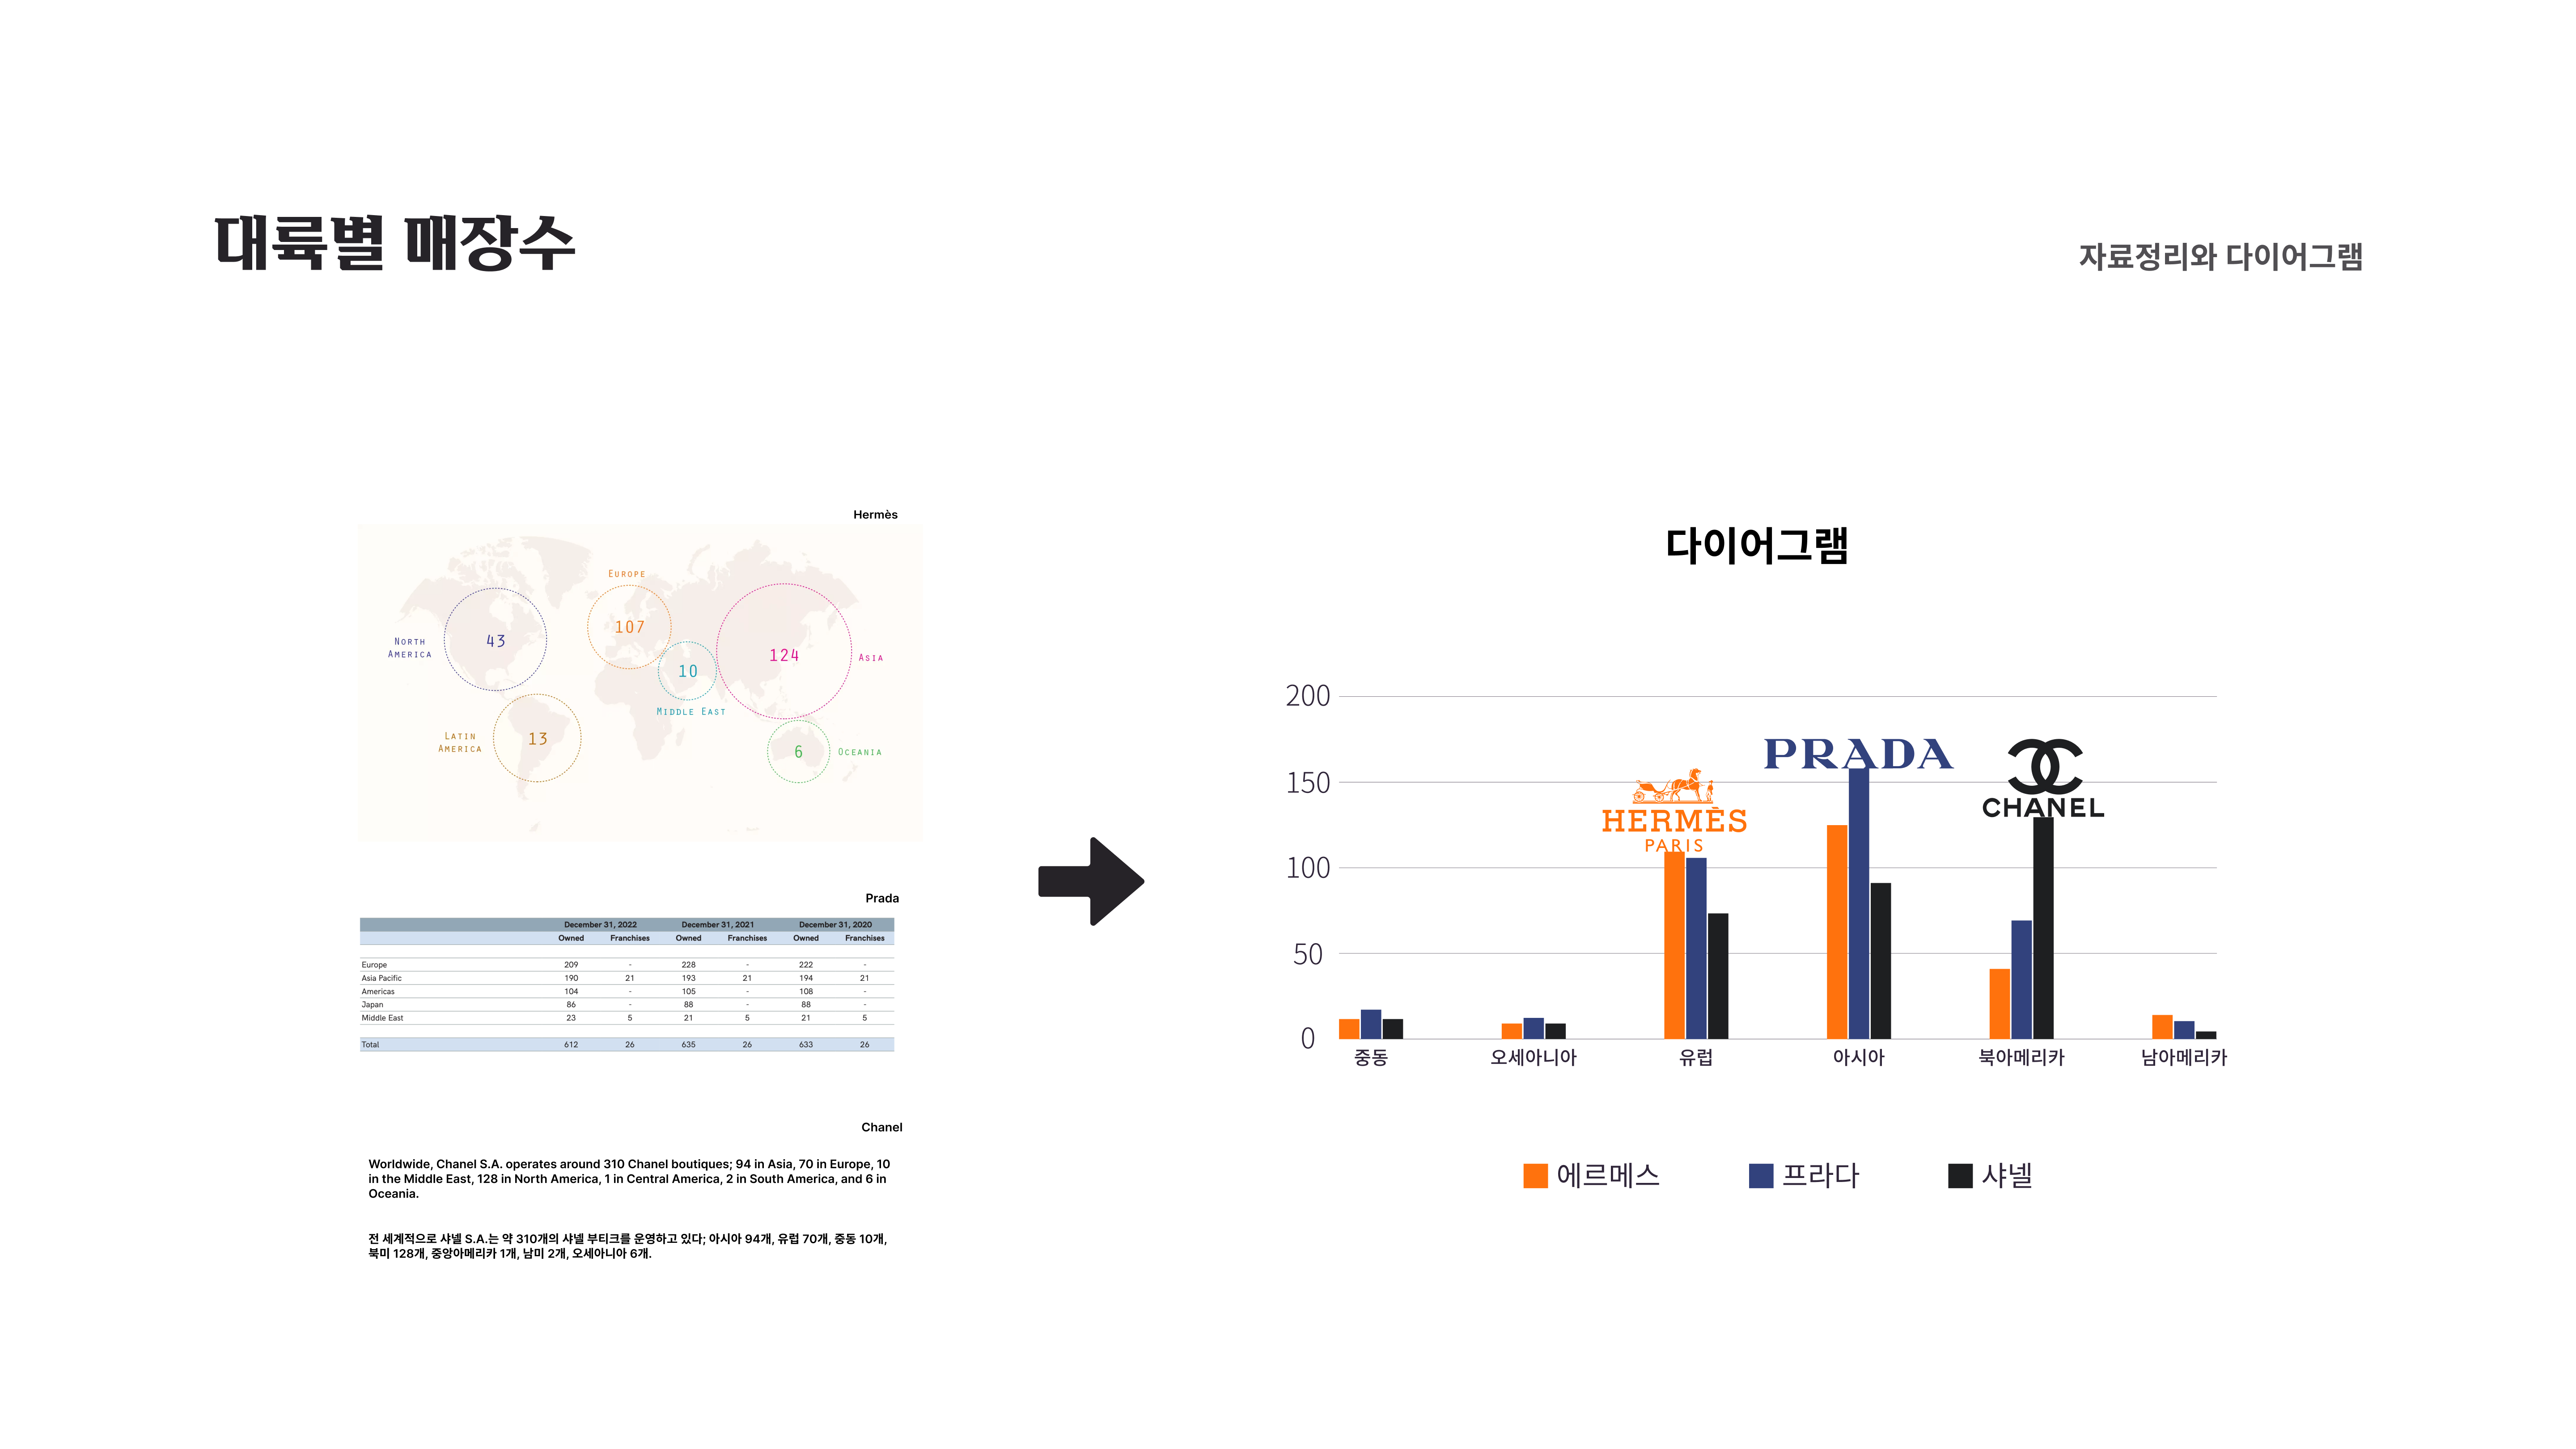 대륙별 매장수
자료정리와 다이어그램
Hermès
EUROPE
NORTH
AMERICA
43
107
124
ASIA
10
MIDDLE EAST
LATIN
AMERICA
13
6
OCEANIA
Prada
December 31, 2022 December 31, 2021 December 31, 2020
Owned Franchises Owned Franchises Owned Franchises
Europe 209 - 228 - 222 -
Asia Pacific 190 21 193 21 194 21
Americas 104 - 105 - 108 -
Japan 86 - 88 - 88 -
Middle East 23 5 21 5 21 5
Total 612 26 635 26 633 26
Chanel
Worldwide, Chanel S.A. operates around 310 Chanel boutiques; 94 in Asia, 70 in Europe, 10
in the Middle East, 128 in North America, 1 in Central America, 2 in South America, and 6 in
Oceania.
전 세계적으로 샤넬 S.A.는 약 310개의 샤넬 부티크를 운영하고 있다; 아시아 94개, 유럽 70개, 중동 10개,
북미 128개, 중앙아메리카 1개, 남미 2개, 오세아니아 6개.
다이어그램
200
150
100
50
0
HERMÈS
PARIS
PRADA
CHANEL
중동 오세아니아 유럽 아시아 북아메리카 남아메리카
에르메스 프라다 샤넬